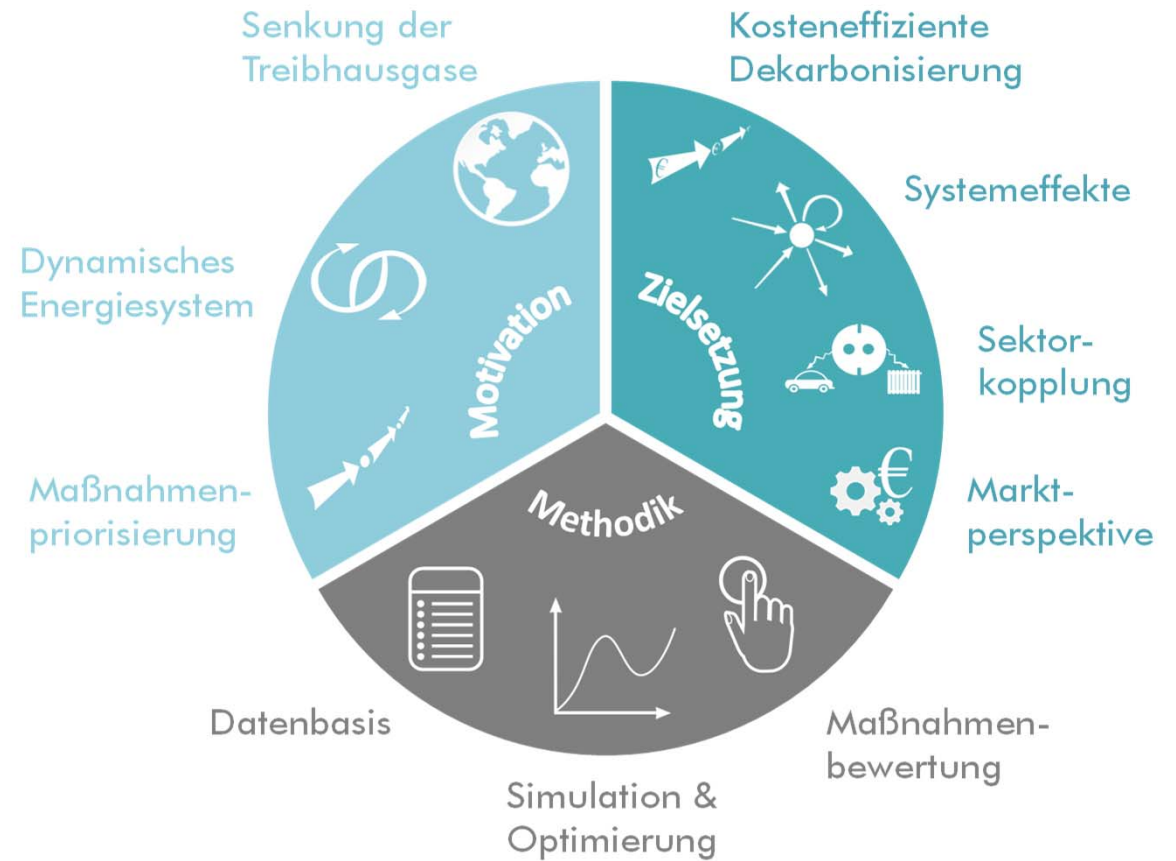 Senkung der
Treibhausgase
Kosteneffiziente
Dekarbonisierung
Systemeffekte
Dynamisches
Energiesystem
Motivation
Zielsetzung
Sektor-
kopplung
Maßnahmen-
priorisierung
Markt-
perspektive
€
€
€
Methodik
Datenbasis
Simulation &
Optimierung
Maßnahmen-
bewertung